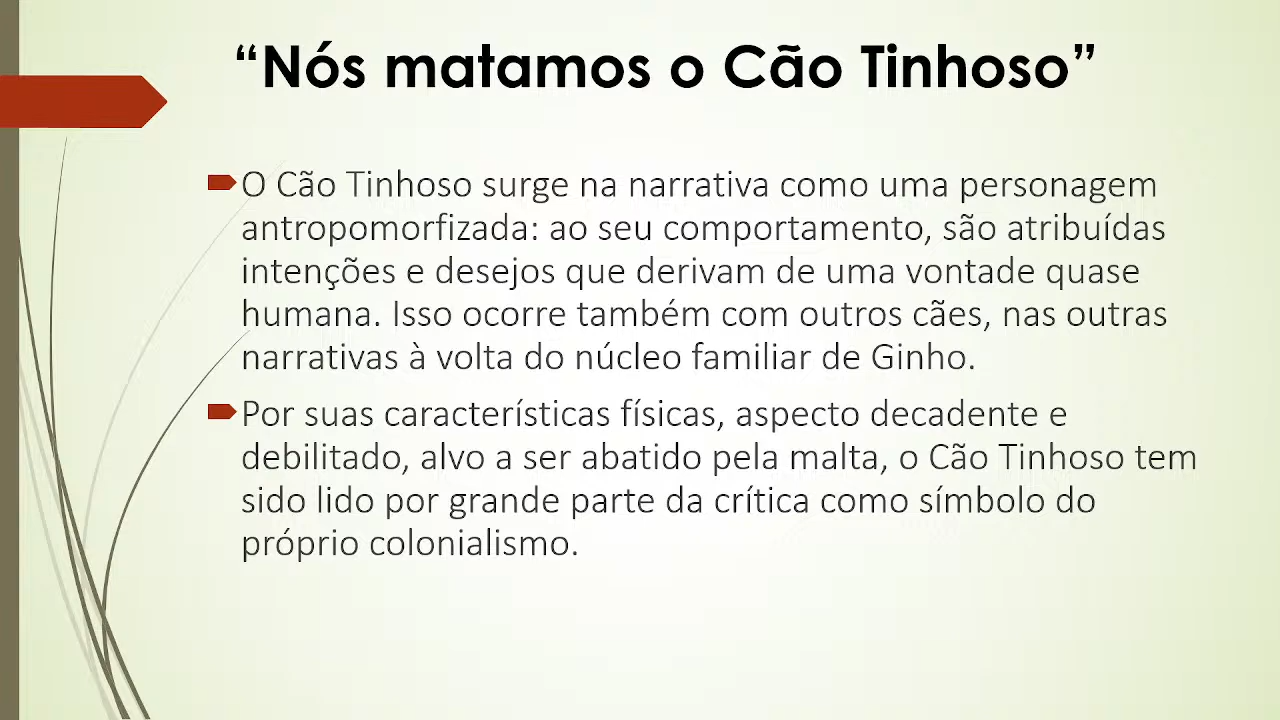 “Nós matamos o Cão Tinhoso”
O Cão Tinhoso surge na narrativa como uma personagem
antropomorfizada: ao seu comportamento, são atribuídas
intenções e desejos que derivam de uma vontade quase
humana. Isso ocorre também com outros cães, nas outras
narrativas à volta do núcleo familiar de Ginho.
Por suas características físicas, aspecto decadente e
debilitado, alvo a ser abatido pela malta, o Cão Tinhoso tem
sido lido por grande parte da crítica como símbolo do
próprio colonialismo.